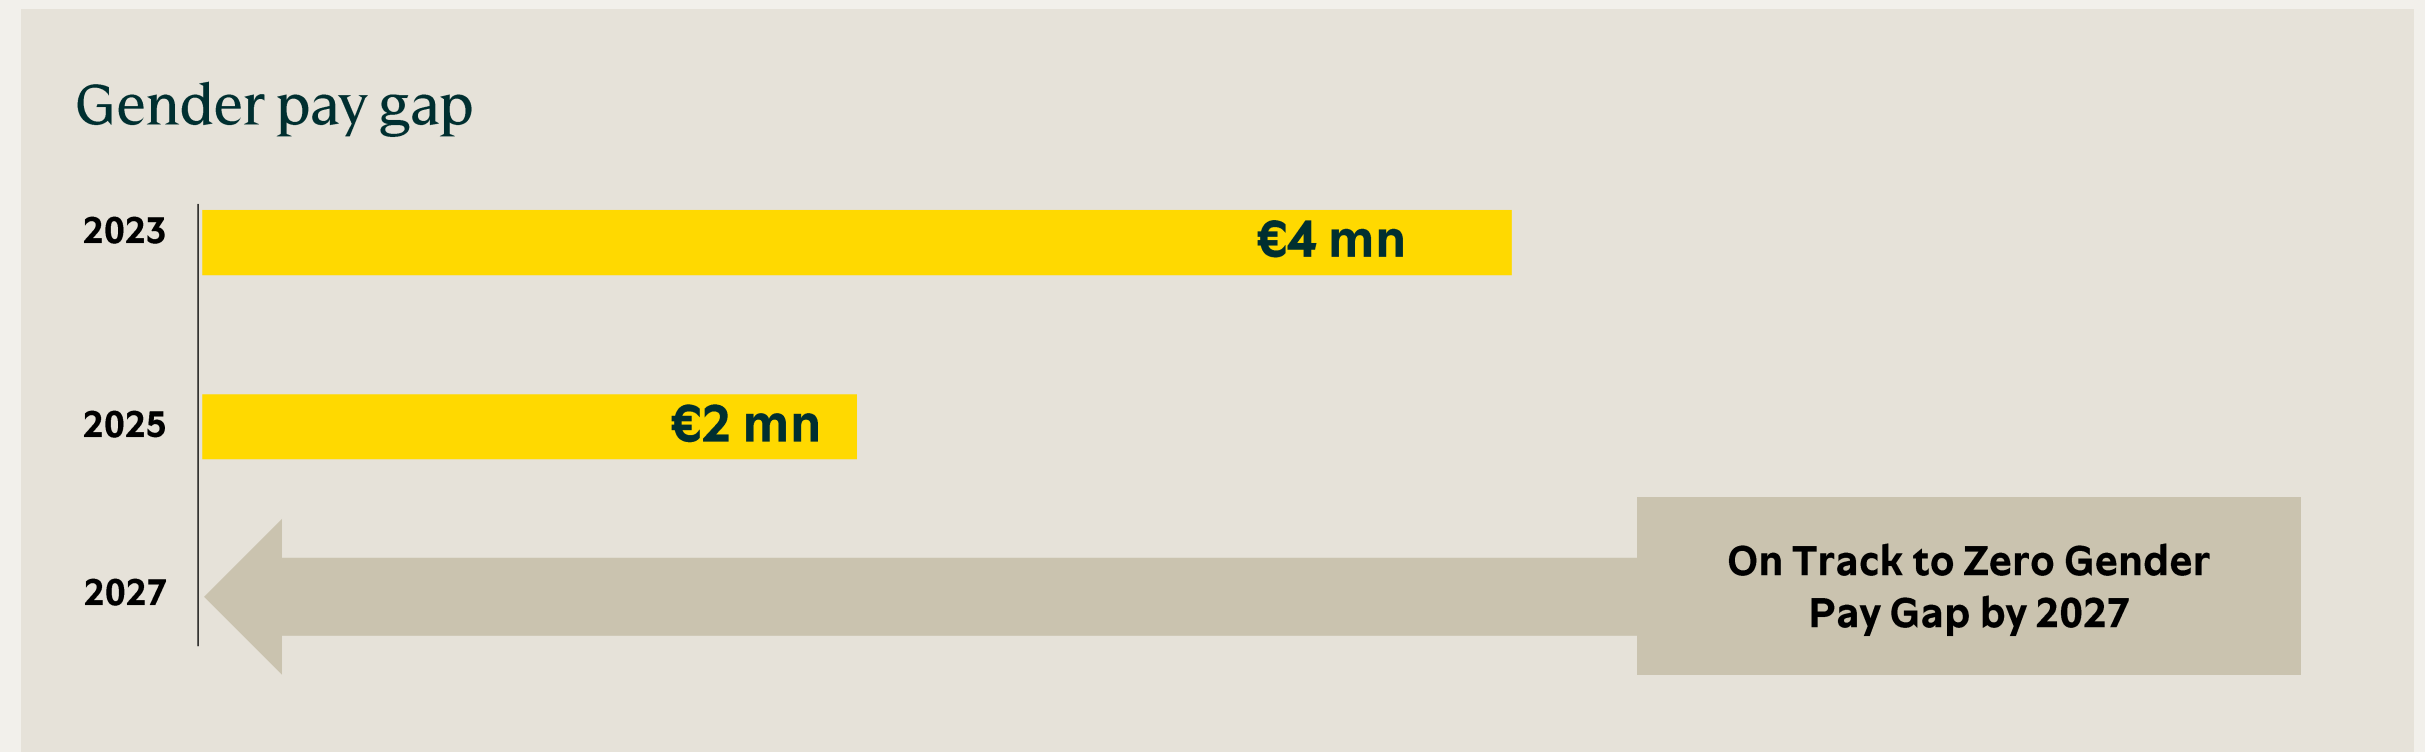 Gender pay gap
2023
€4 mn
2025
€2 mn
2027
On Track to Zero Gender
Pay Gap by 2027